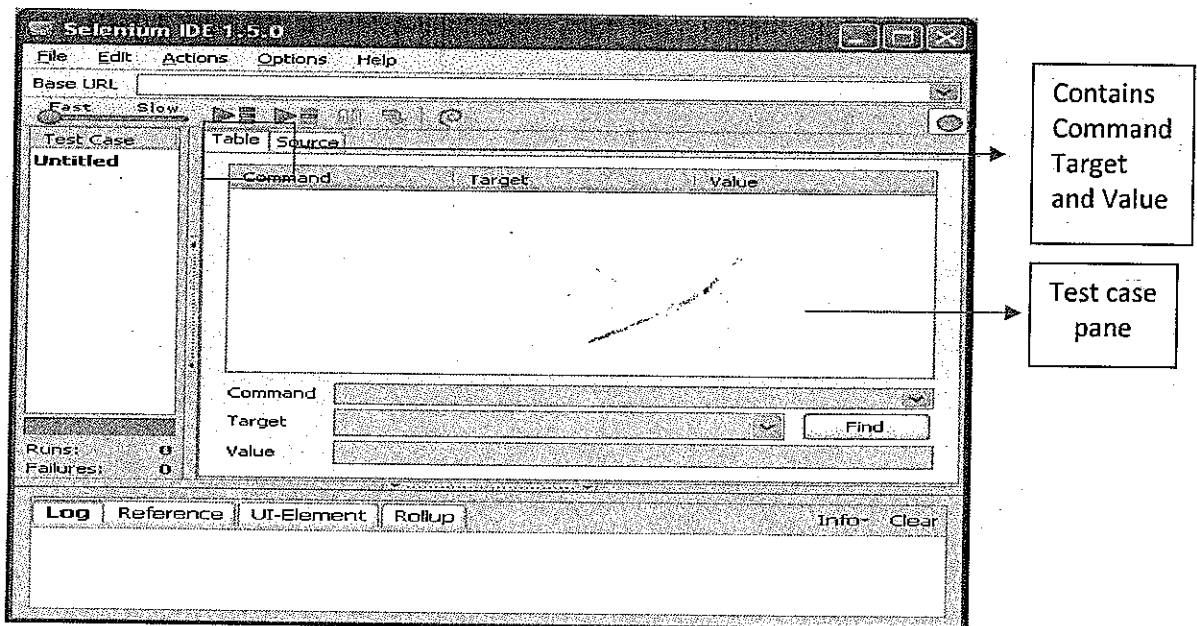 Selenium IDE 1.5.0
File Edit Actions Options Help
Base URL
Fast Slow
Test Case
Untitled
Table Source
Command Target Value
Command
Target Find
Value
Runs: 0
Failures: 0
Log Reference UI-Element Rollup Info Clear
Contains
Command
Target
and Value
Test case
pane